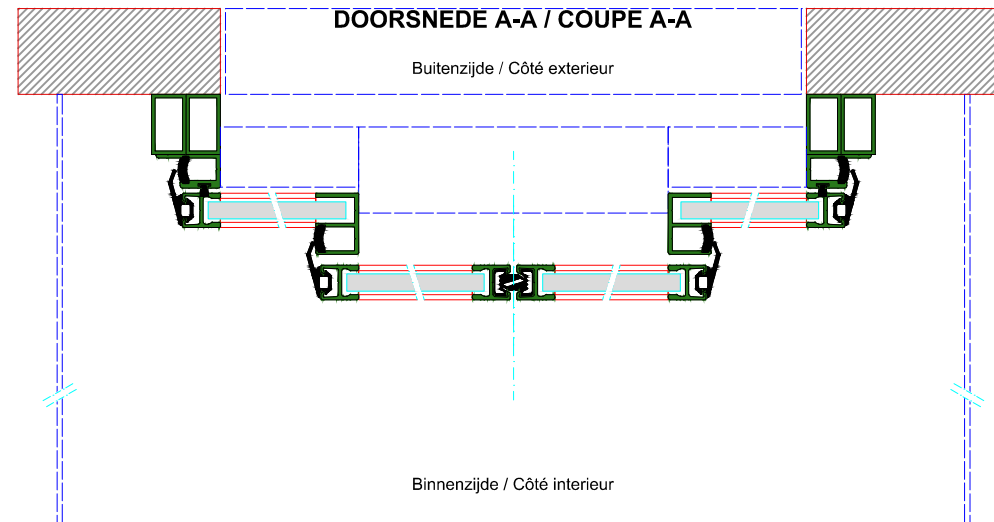 DOORSNEDE A-A / COUPE A-A
Buitenzijde / Côté exterieur
Binnenzijde / Côté interieur